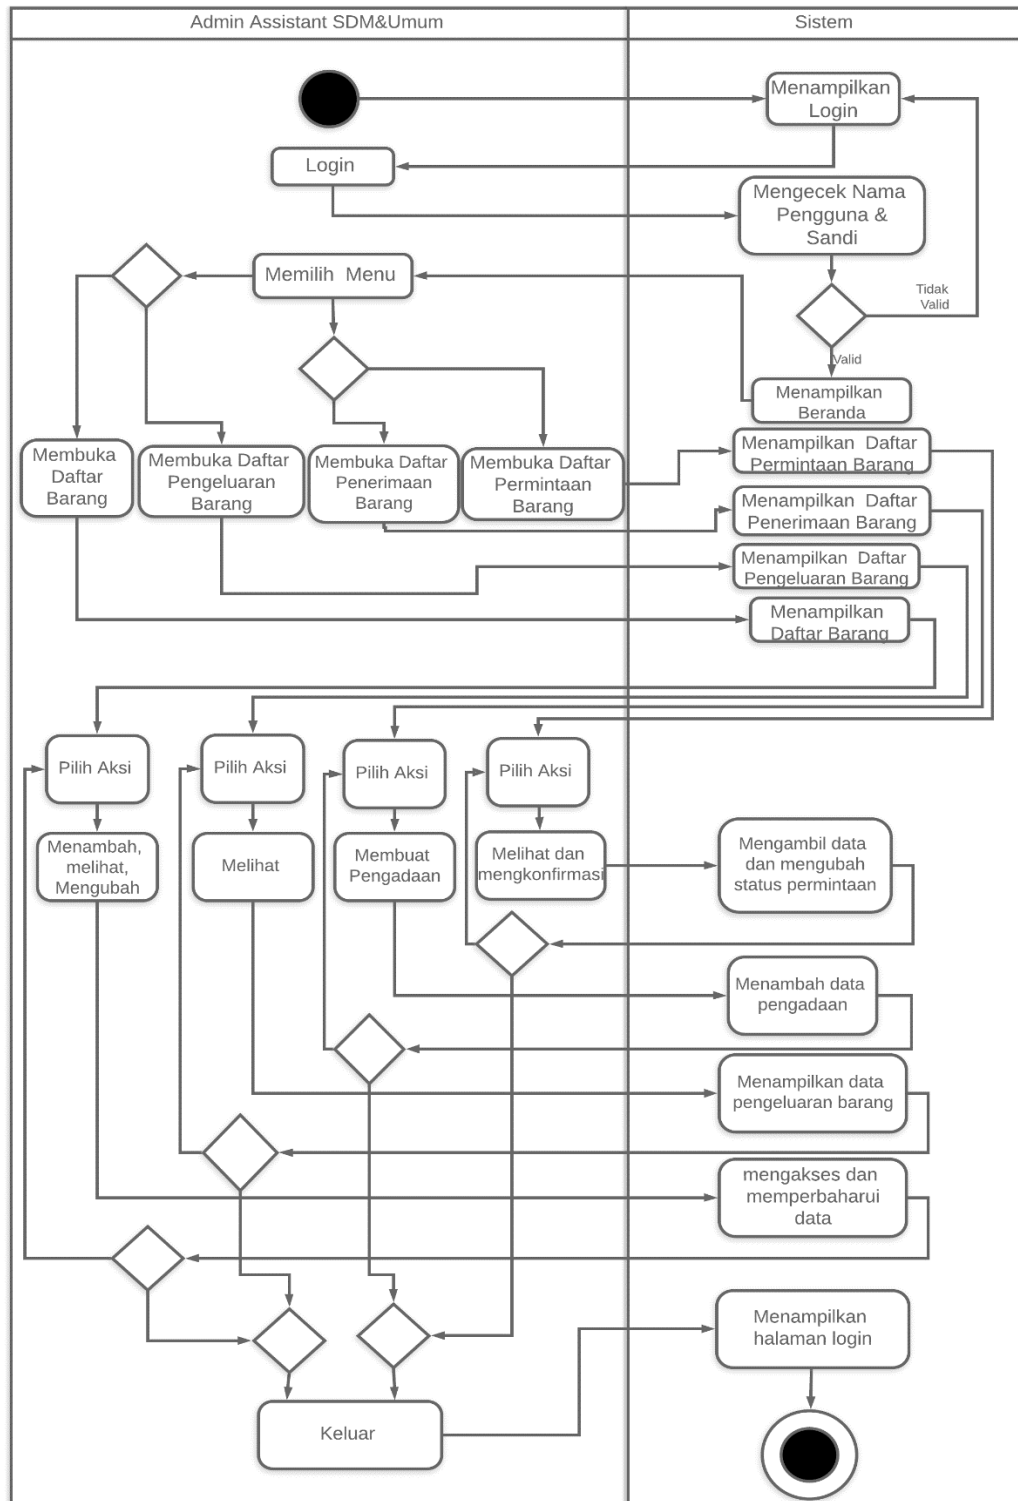 Admin Assistant SDM&Umum
Sistem
Menampilkan
Login
Login
Mengecek Nama
Pengguna &
Sandi
Memilih Menu
Tidak
Valid
Valid
Menampilkan
Beranda
Membuka
Daftar
Barang
Membuka Daftar
Pengeluaran
Barang
Membuka Daftar
Penerimaan
Barang
Membuka Daftar
Permintaan
Barang
Menampilkan Daftar
Permintaan Barang
Menampilkan Daftar
Penerimaan Barang
Menampilkan Daftar
Pengeluaran Barang
Menampilkan
Daftar Barang
Pilih Aksi
Pilih Aksi
Pilih Aksi
Pilih Aksi
Menambah,
melihat,
Mengubah
Melihat
Membuat
Pengadaan
Melihat dan
mengkonfirmasi
Mengambil data
dan mengubah
status permintaan
Menambah data
pengadaan
Menampilkan data
pengeluaran barang
mengakses dan
memperbaharui
data
Menampilkan
halaman login
Keluar